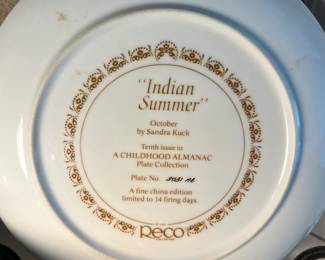 "Indian
Summer"
October
by Sandra Kuck
Tenth issue in
A CHILDHOOD ALMANAC
Plate Collection
Plate No.
A fine china edition
limited to 14 firing days.
Reco